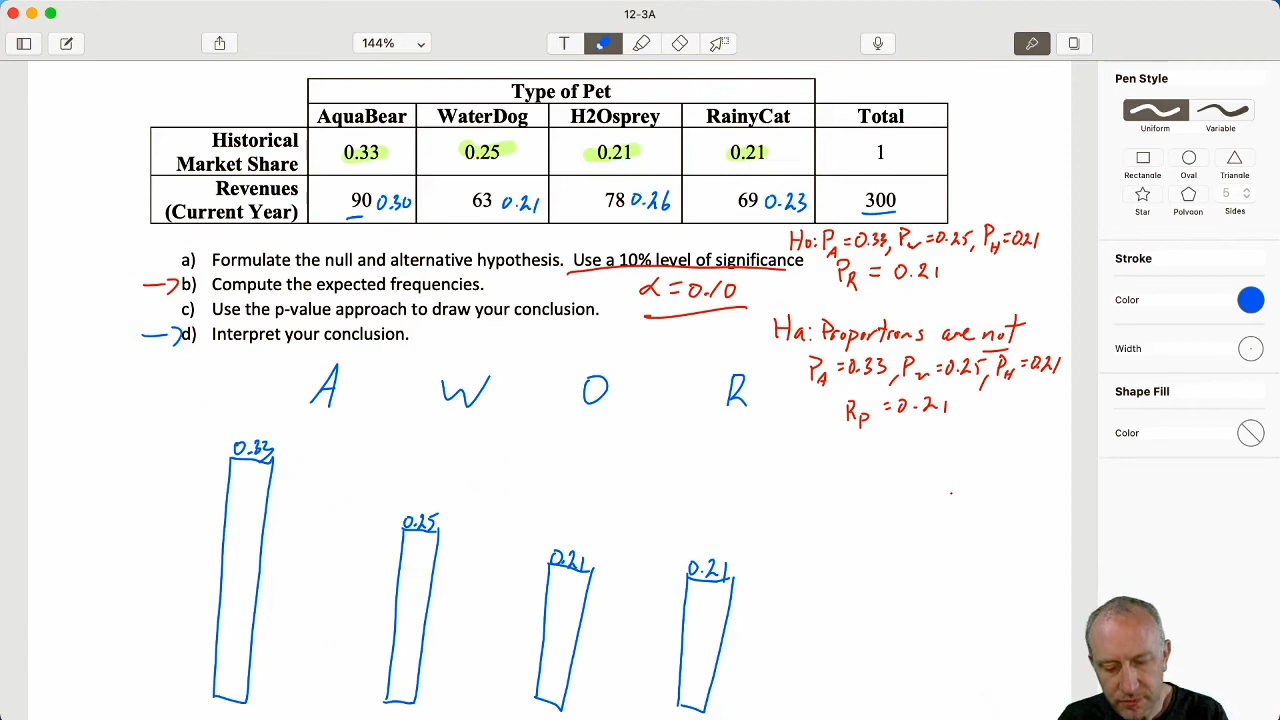 12-3A
144%
T
Pen Style
Uniform Variable
Rectangle Oval Triangle
Star Polygon 5 Sides
Stroke
Color
Width
Shape Fill
Color
Type of Pet
AquaBear WaterDog H2Osprey RainyCat Total
Historical Market Share 0.33 0.25 0.21 0.21 1
Revenues (Current Year) 90 0.30 63 0.21 78 0.26 69 0.23 300
a) Formulate the null and alternative hypothesis. Use a 10% level of significance
b) Compute the expected frequencies.
c) Use the p-value approach to draw your conclusion.
d) Interpret your conclusion.
α = 0.10
Ho: PA = 0.33, Pw = 0.25, PH = 0.21
PR = 0.21
Ha: Proportions are not
PA = 0.33, Pw = 0.25, PH = 0.21
Rp = 0.21
A W O R
0.33
0.25
0.21
0.21